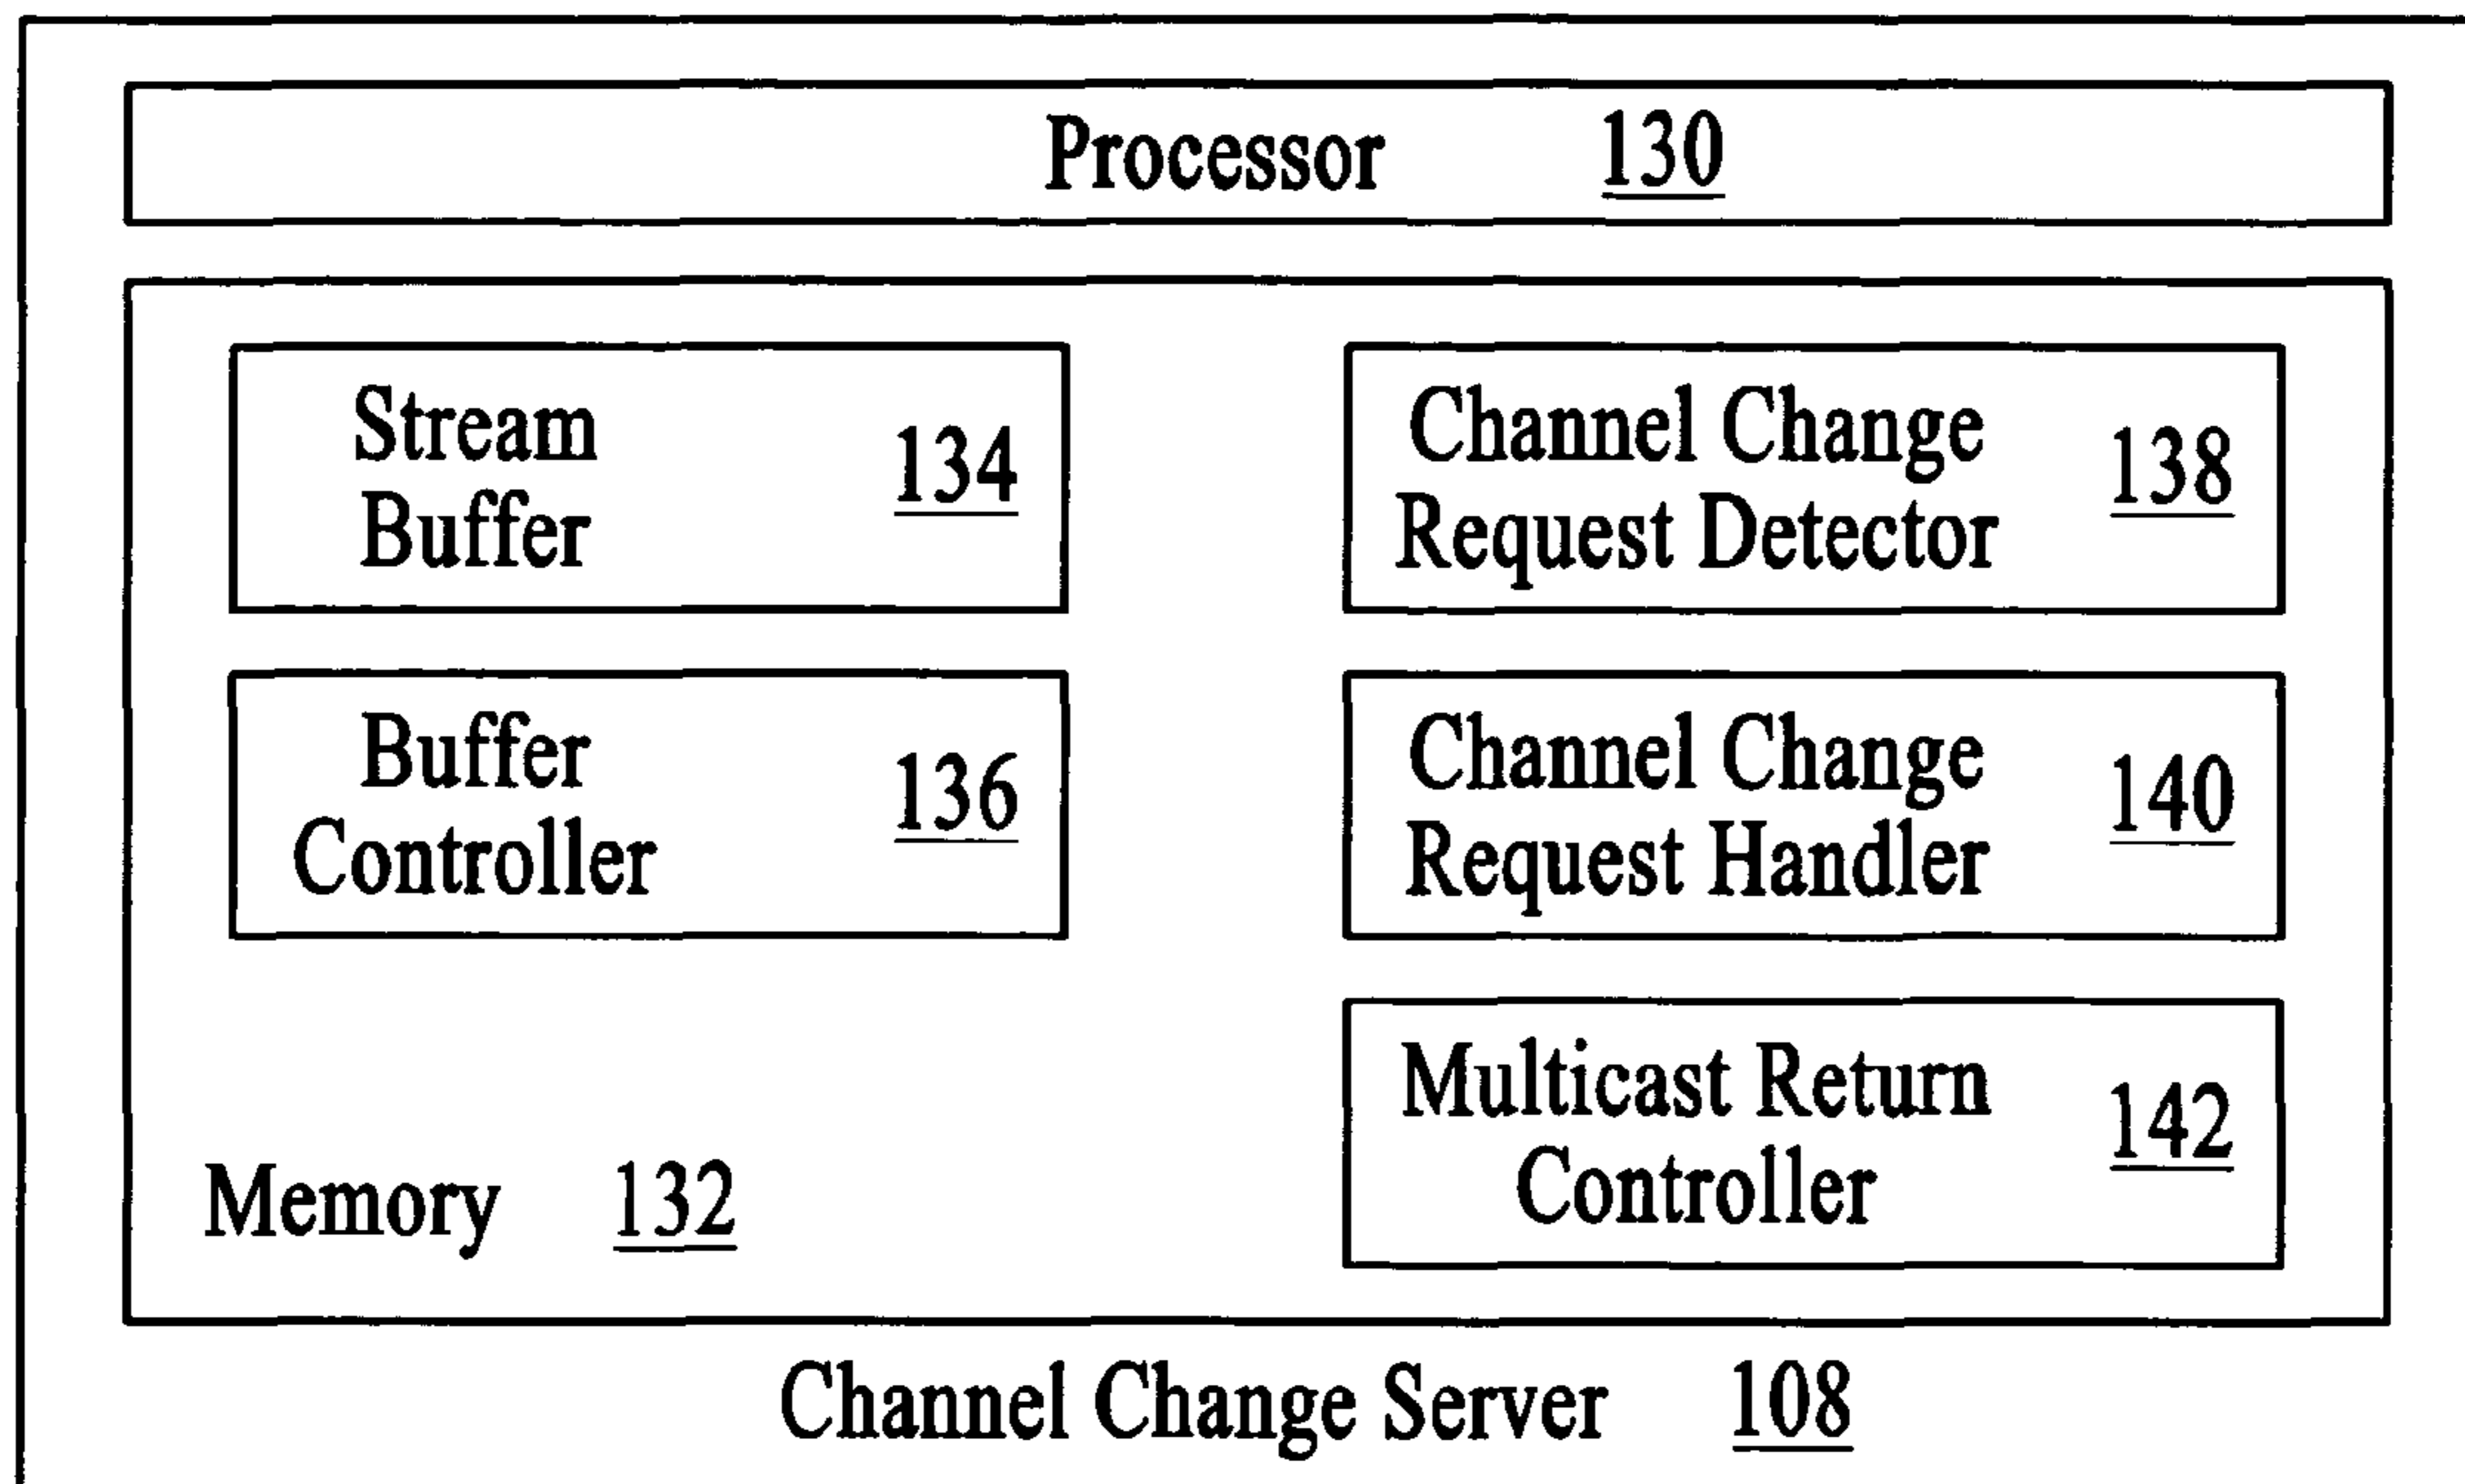 Processor 130
Stream
Buffer
134
Channel Change
Request Detector
138
Buffer
Controller
136
Channel Change
Request Handler
140
Multicast Return
Controller
142
Memory 132
Channel Change Server 108